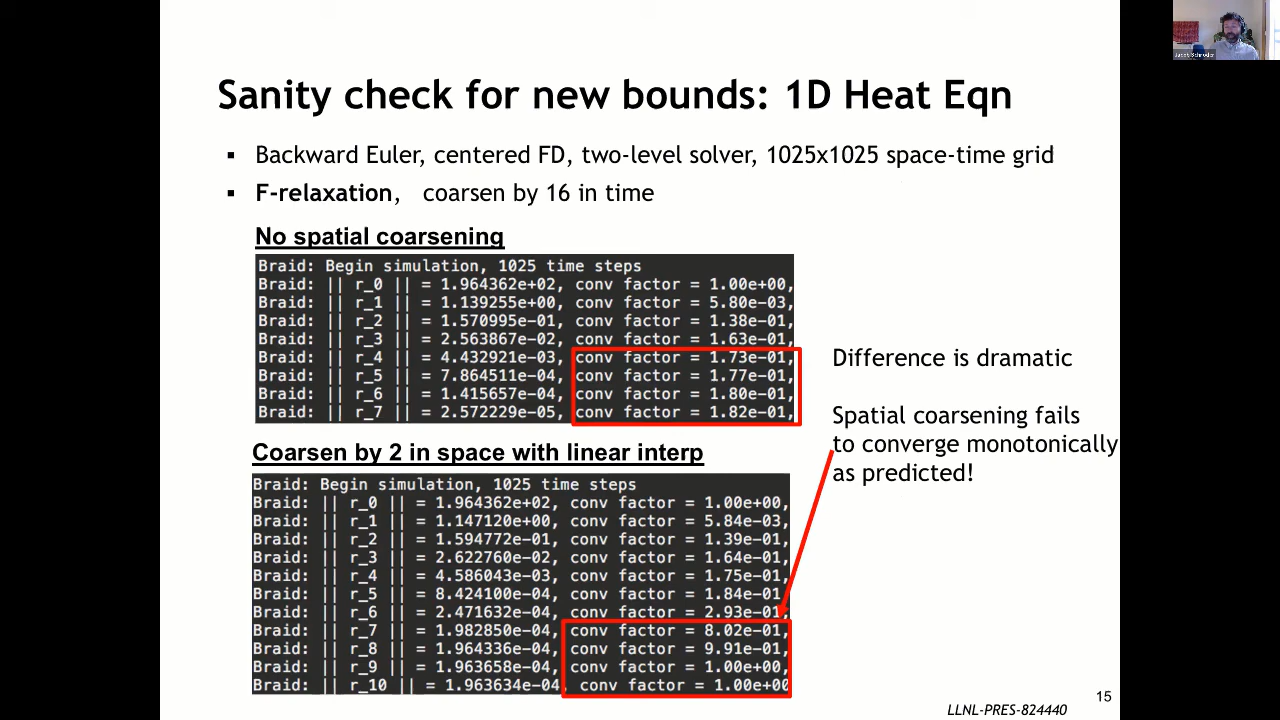 Jacob Schroder
Sanity check for new bounds: 1D Heat Eqn
▪ Backward Euler, centered FD, two-level solver, 1025x1025 space-time grid
▪ F-relaxation, coarsen by 16 in time
No spatial coarsening
Braid: Begin simulation, 1025 time steps
Braid: || r_0 || = 1.964362e+02, conv factor = 1.00e+00,
Braid: || r_1 || = 1.139255e+00, conv factor = 5.80e-03,
Braid: || r_2 || = 1.570995e-01, conv factor = 1.38e-01,
Braid: || r_3 || = 2.563867e-02, conv factor = 1.63e-01,
Braid: || r_4 || = 4.432921e-03, conv factor = 1.73e-01,
Braid: || r_5 || = 7.864511e-04, conv factor = 1.77e-01,
Braid: || r_6 || = 1.415657e-04, conv factor = 1.80e-01,
Braid: || r_7 || = 2.572229e-05, conv factor = 1.82e-01,
Difference is dramatic
Spatial coarsening fails
to converge monotonically
as predicted!
Coarsen by 2 in space with linear interp
Braid: Begin simulation, 1025 time steps
Braid: || r_0 || = 1.964362e+02, conv factor = 1.00e+00,
Braid: || r_1 || = 1.147120e+00, conv factor = 5.84e-03,
Braid: || r_2 || = 1.594772e-01, conv factor = 1.39e-01,
Braid: || r_3 || = 2.622760e-02, conv factor = 1.64e-01,
Braid: || r_4 || = 4.586043e-03, conv factor = 1.75e-01,
Braid: || r_5 || = 8.424100e-04, conv factor = 1.84e-01,
Braid: || r_6 || = 2.471632e-04, conv factor = 2.93e-01,
Braid: || r_7 || = 1.982850e-04, conv factor = 8.02e-01,
Braid: || r_8 || = 1.964336e-04, conv factor = 9.91e-01,
Braid: || r_9 || = 1.963658e-04, conv factor = 1.00e+00,
Braid: || r_10 || = 1.963634e-04, conv factor = 1.00e+00
15
LLNL-PRES-824440